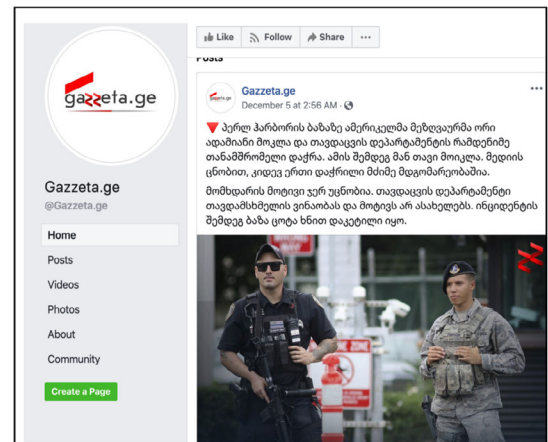 Like
Follow
Share
Posts
gazzeta.ge
Gazzeta.ge
December 5 at 2:56 AM
პერლ ჰარბორის ბაზაზე ამერიკელმა მეზღვაურმა ორი
ადამიანი მოკლა და თავდაცვის დეპარტამენტის რამდენიმე
თანამშრომელი დაჭრა. ამის შემდეგ მან თავი მოიკლა. მედიის
ცნობით, კიდევ ერთი დაჭრილი მძიმე მდგომარეობაშია.
მომხდარის მოტივი ჯერ უცნობია. თავდაცვის დეპარტამენტი
თავდამსხმელის ვინაობას და მოტივს არ ასახელებს. ინციდენტის
შემდეგ ბაზა ცოტა ხნით დაკეტილი იყო.
Gazzeta.ge
@Gazzeta.ge
Home
Posts
Videos
Photos
About
Community
Create a Page
ZONE